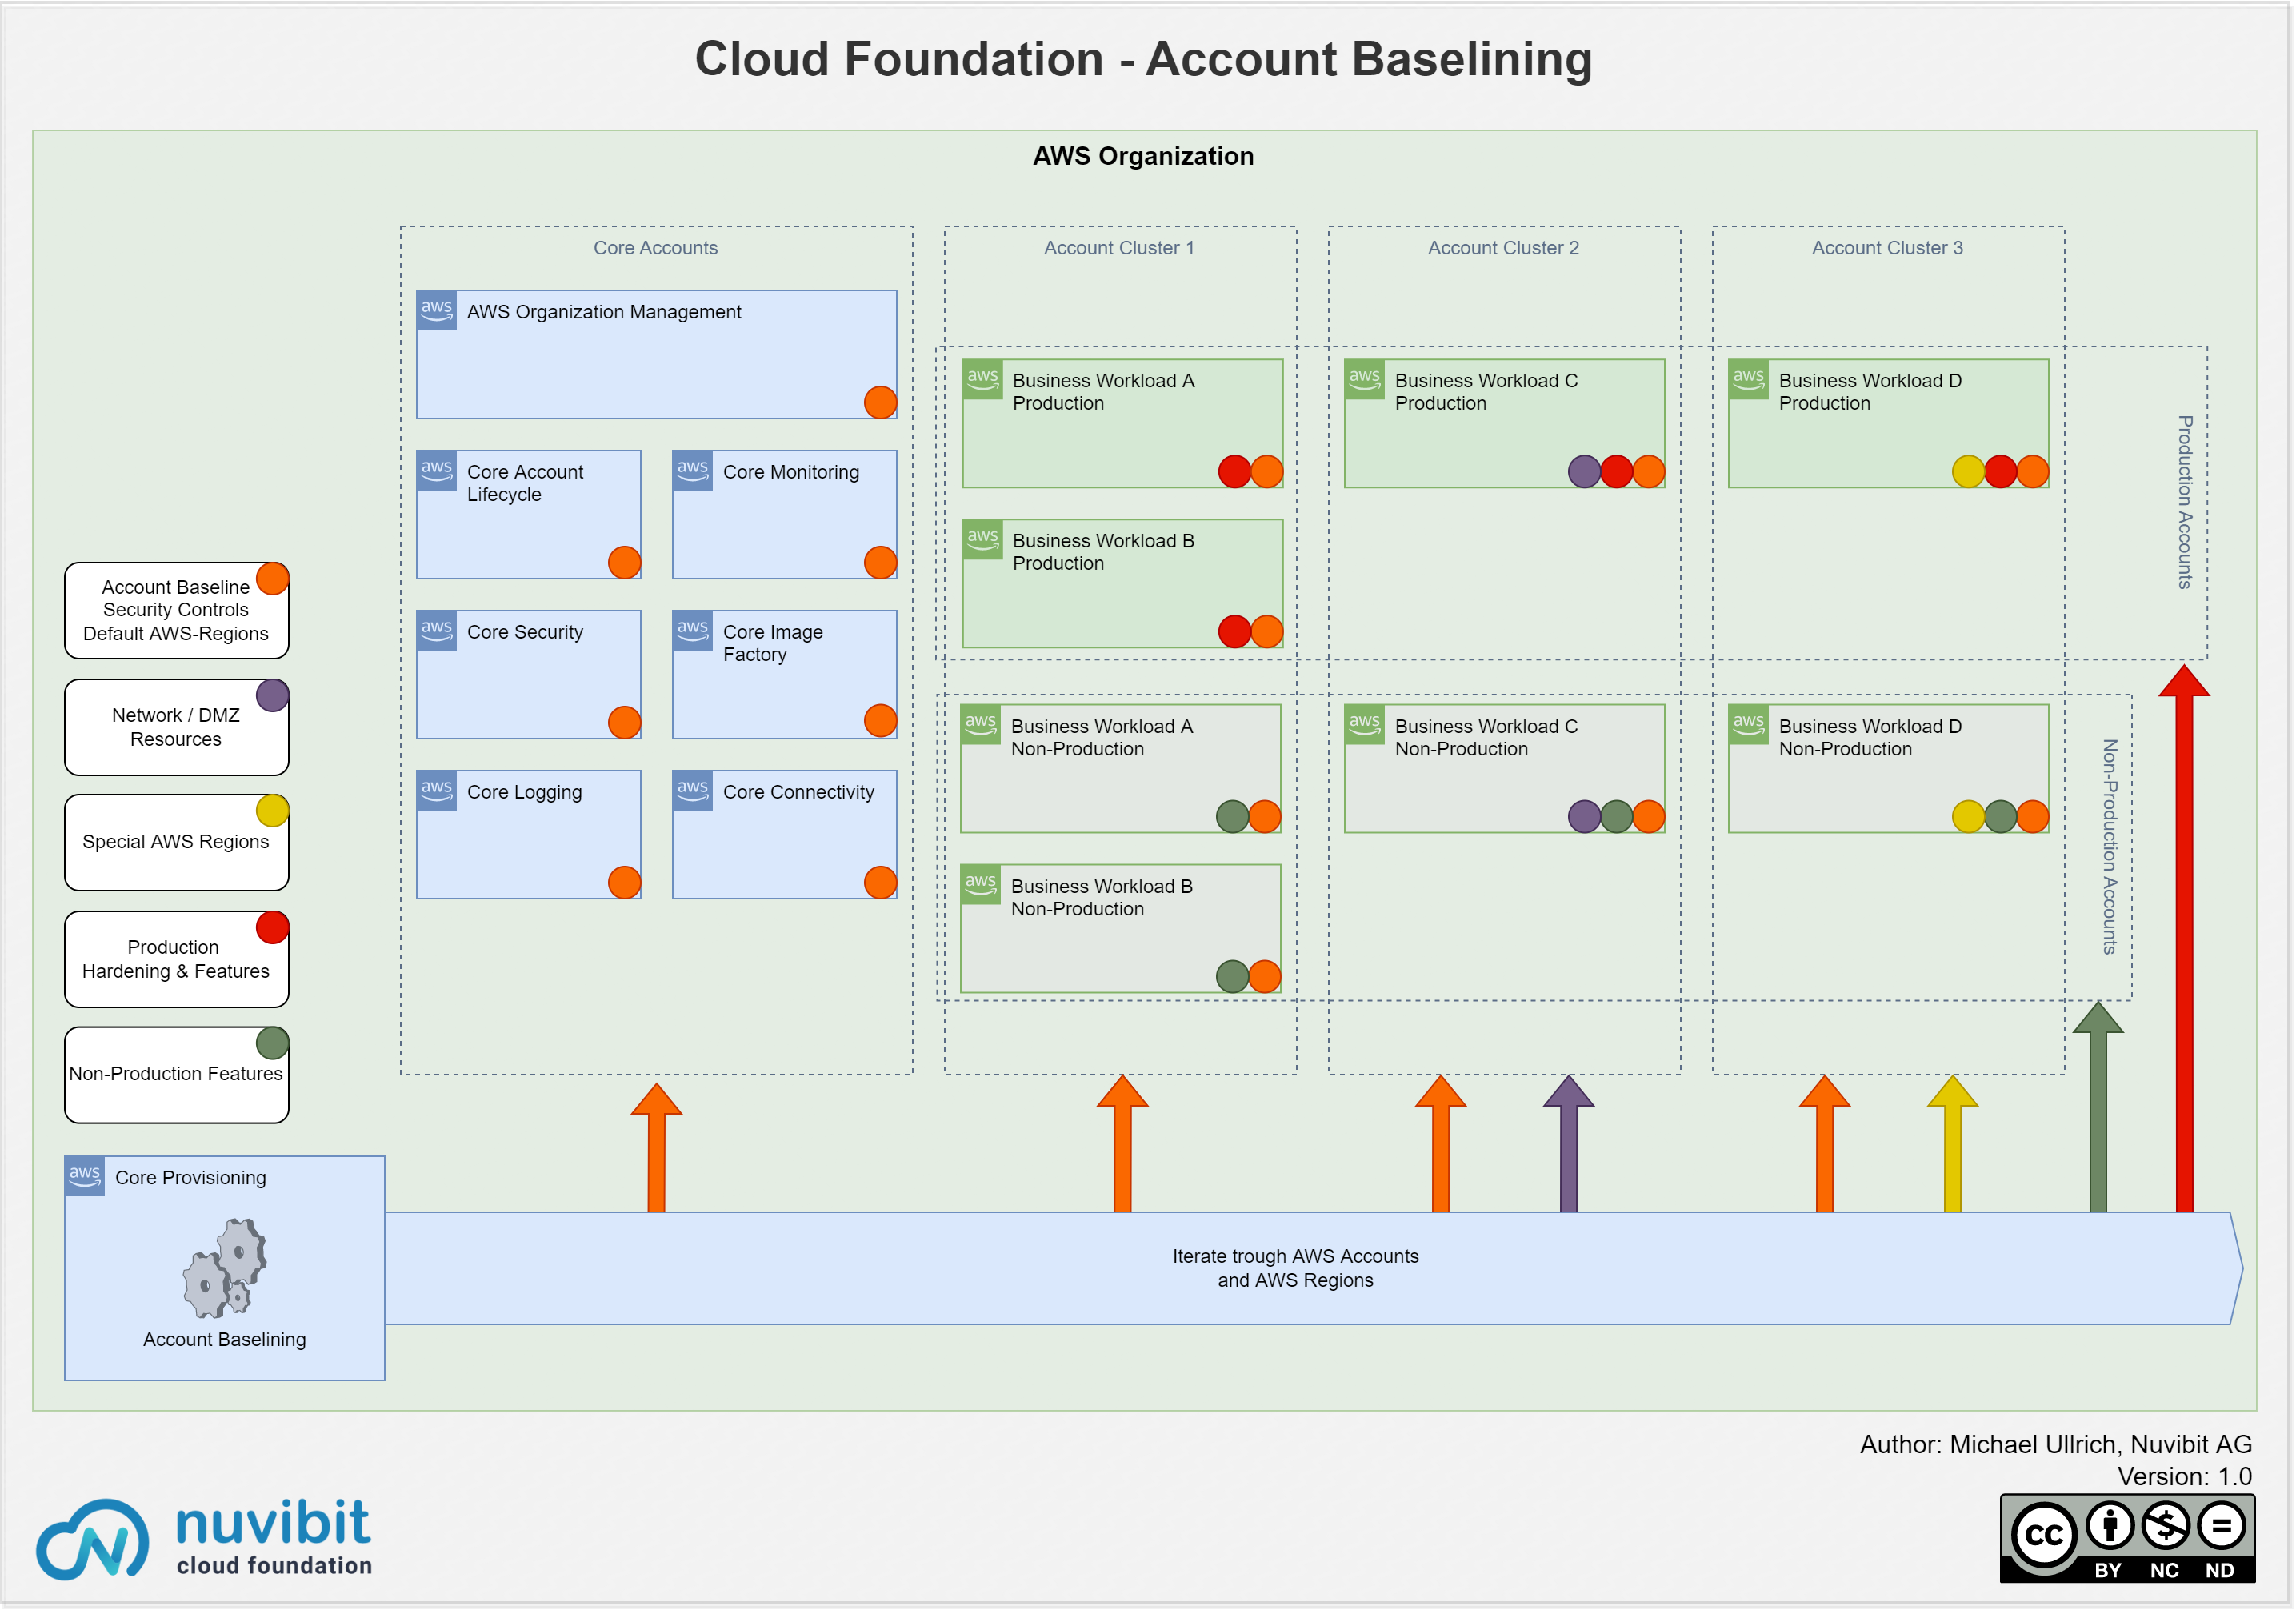 Cloud Foundation - Account Baselining
AWS Organization
Core Accounts
aws
AWS Organization Management
aws
Core Account
Lifecycle
aws
Core Monitoring
aws
Core Security
aws
Core Image
Factory
aws
Core Logging
aws
Core Connectivity
Account Cluster 1
Account Cluster 2
Account Cluster 3
aws
Business Workload A
Production
aws
Business Workload C
Production
aws
Business Workload D
Production
aws
Business Workload B
Production
Production Accounts
aws
Business Workload A
Non-Production
aws
Business Workload C
Non-Production
aws
Business Workload D
Non-Production
aws
Business Workload B
Non-Production
Non-Production Accounts
Account Baseline
Security Controls
Default AWS-Regions
Network / DMZ
Resources
Special AWS Regions
Production
Hardening & Features
Non-Production Features
aws
Core Provisioning
Account Baselining
Iterate trough AWS Accounts
and AWS Regions
Author: Michael Ullrich, Nuvibit AG
Version: 1.0
nuvibit
cloud foundation
cc
BY NC ND